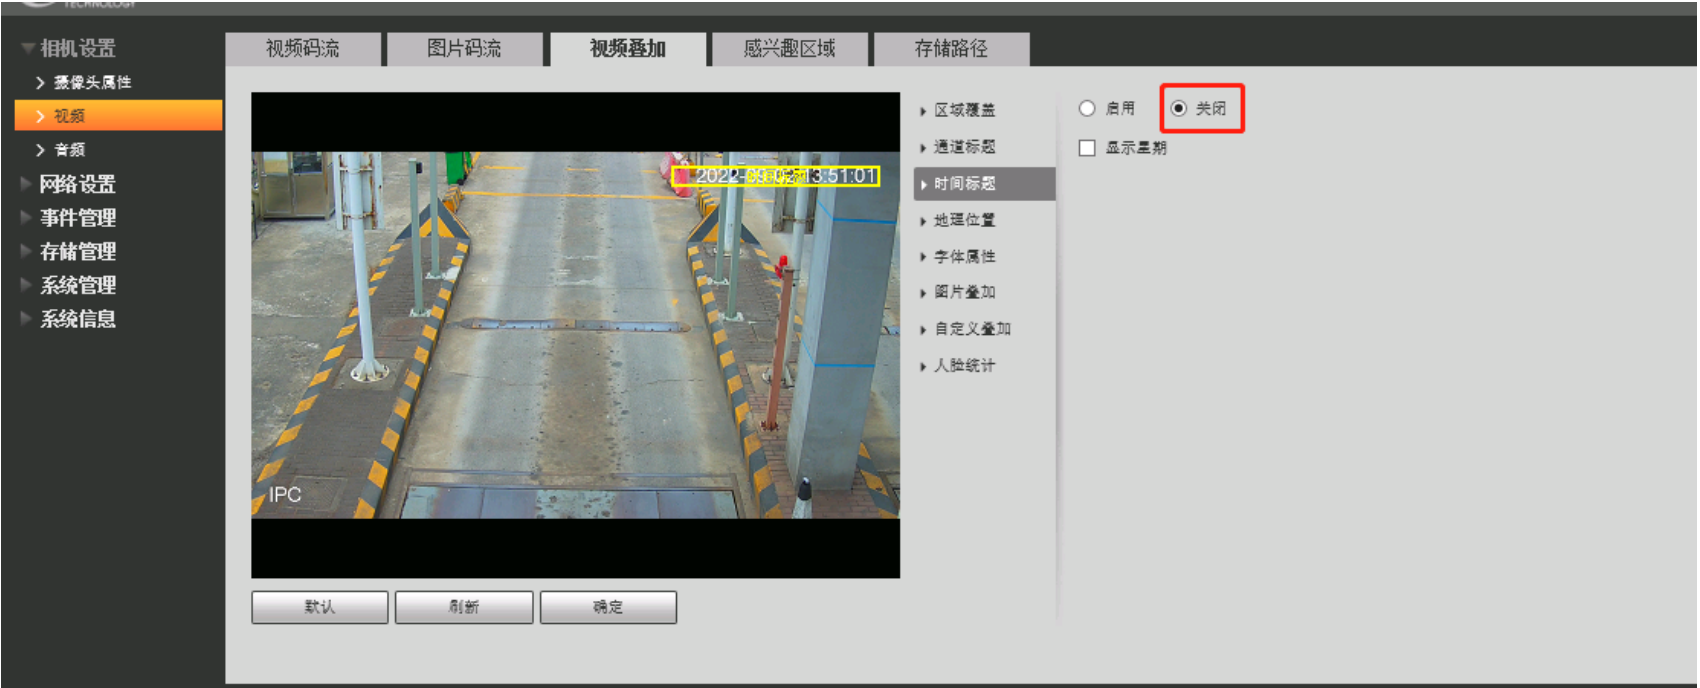 TECHNOLOGY
相机设置
摄像头属性
视频
音频
网络设置
事件管理
存储管理
系统管理
系统信息
视频码流
图片码流
视频叠加
感兴趣区域
存储路径
IPC
默认
刷新
确定
区域覆盖
通道标题
时间标题
地理位置
字体属性
图片叠加
自定义叠加
人脸统计
启用
关闭
显示星期